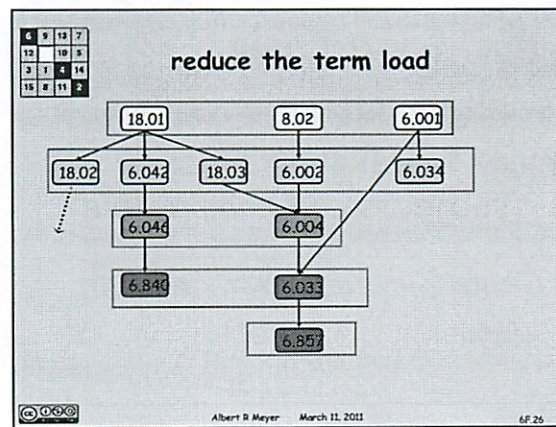 6 9 13 7
12 10 5
3 1 4 14
15 8 11 2
reduce the term load
18.01 8.02 6.001
18.02 6.042 18.03 6.002 6.034
6.046 6.004
6.840 6.033
6.857
cc
Albert R Meyer March 11, 2011 6F.26